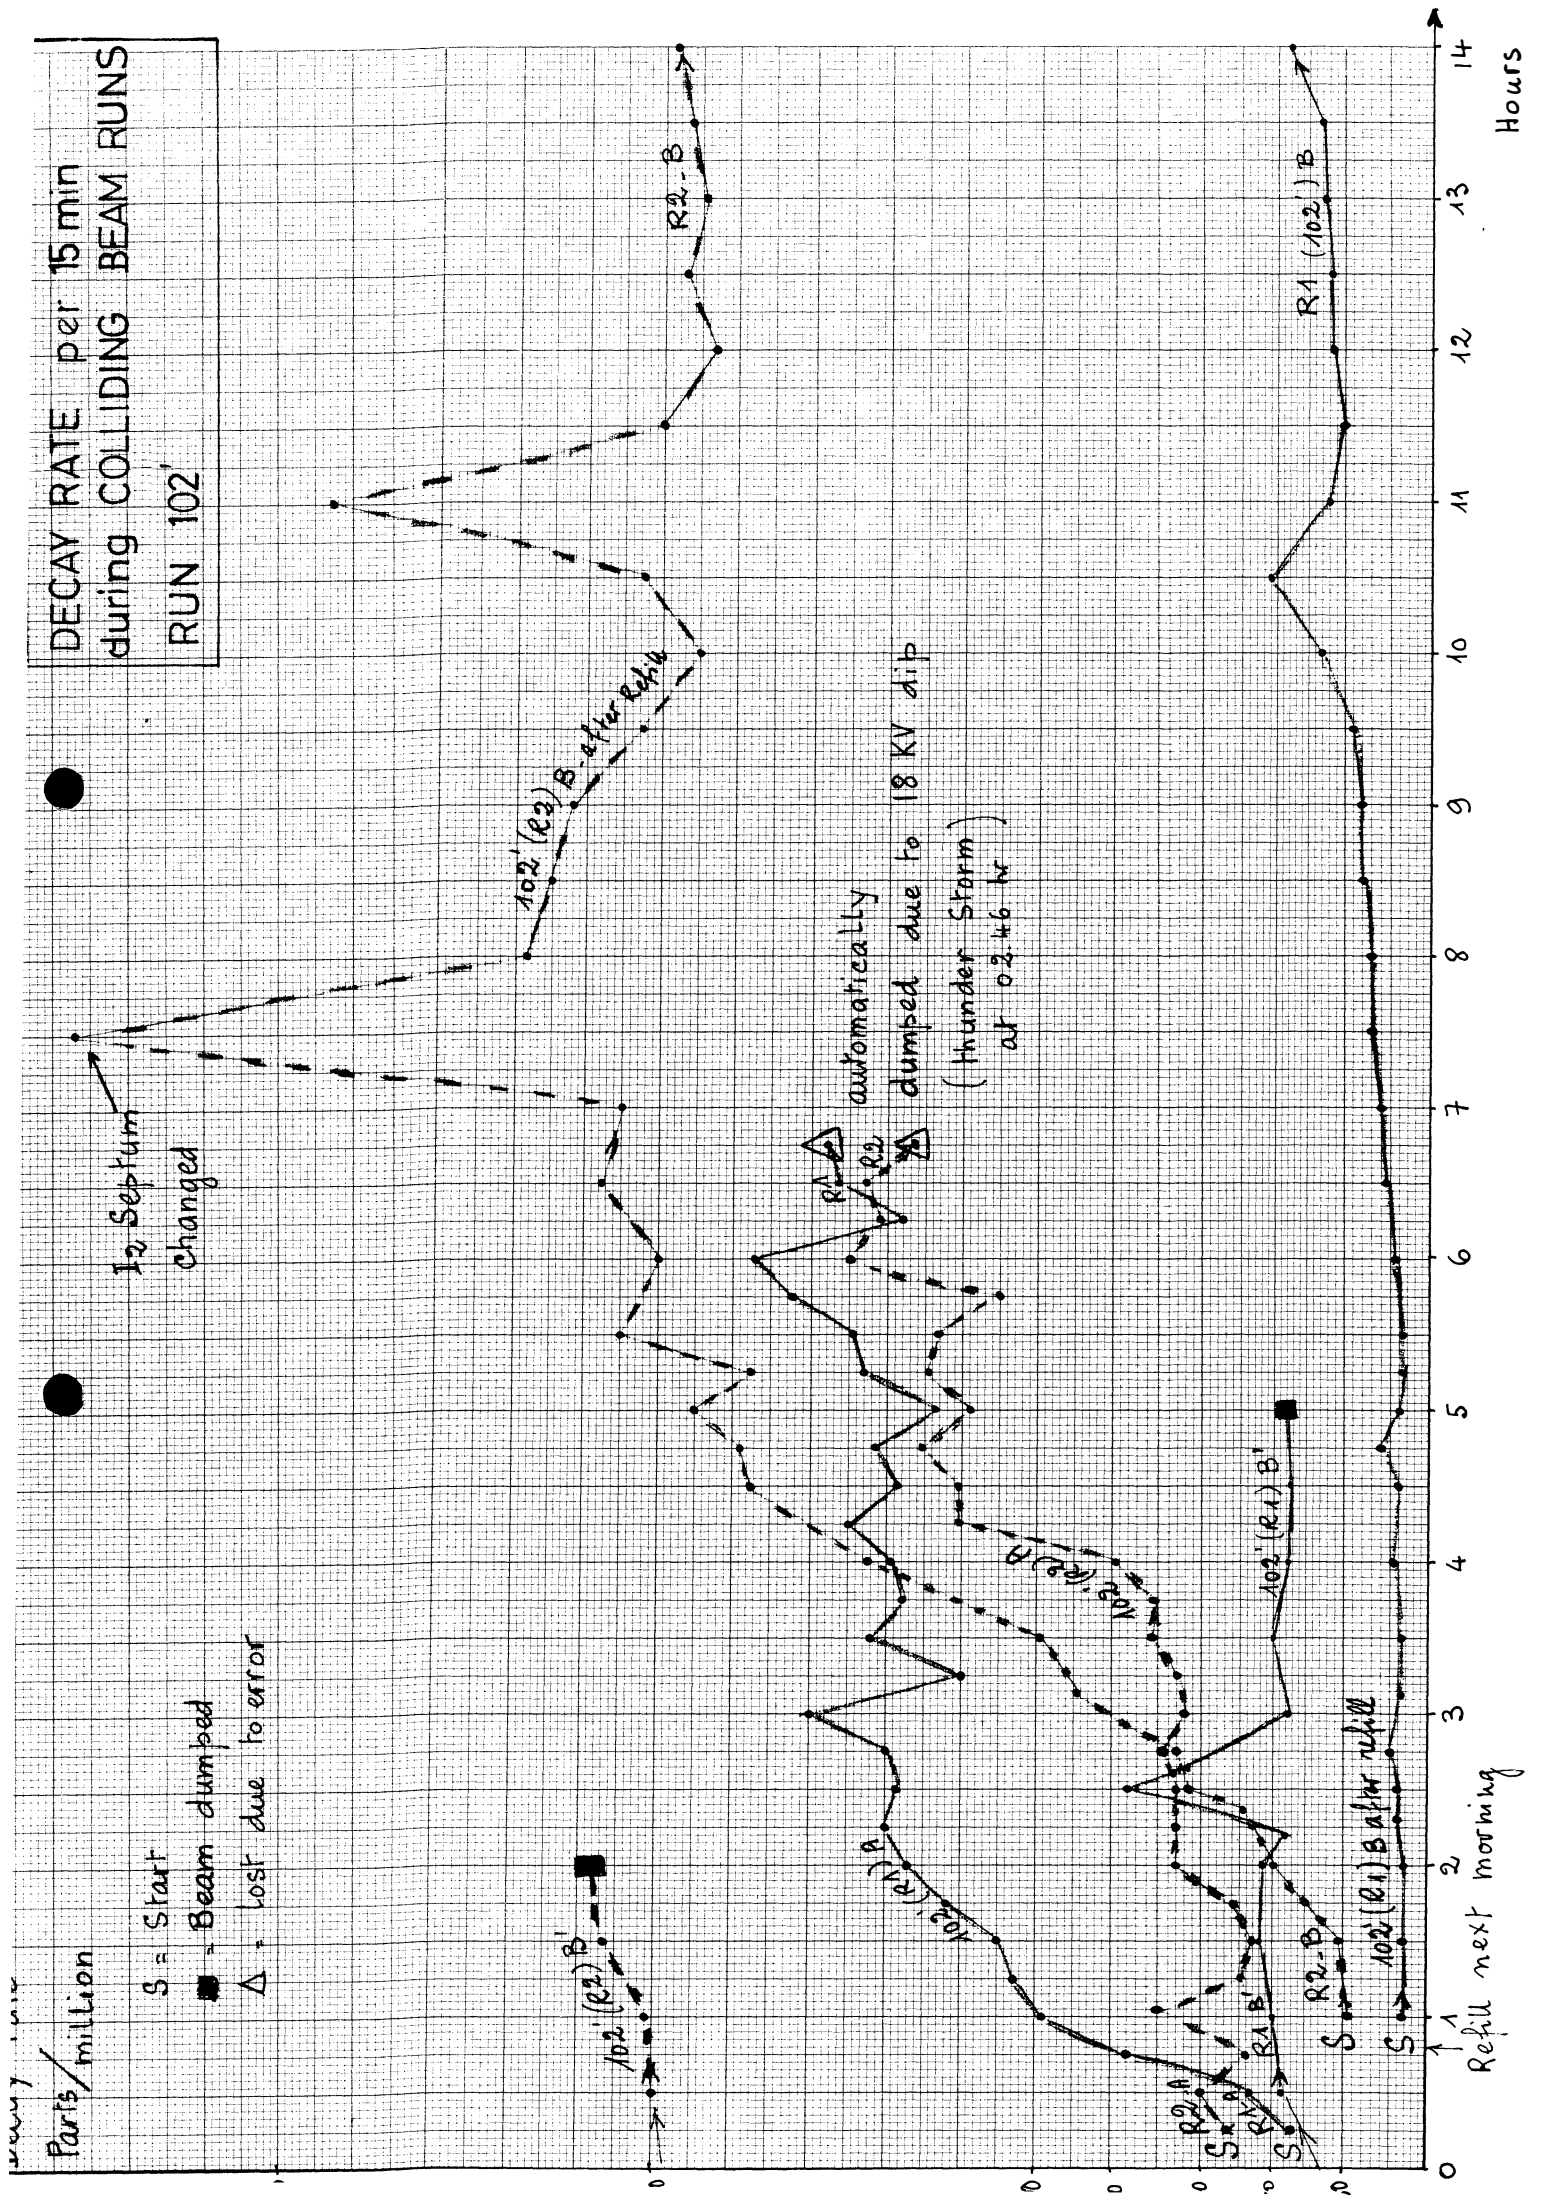 DECAY RATE per 15 min
during COLLIDING BEAM RUNS
RUN 102'
Parts/million
S = Start
■ = Beam dumped
△ = lost due to error
I2 Septum
changed
102' (R2) B'
102' (R2) B - after Refill
R2 - B
automatically
dumped due to 18 KV dip
(thunder storm)
at 02.46 hr
R1
R2
102' (R1) A
102' (R2) A
R2 A
S
R1 A
S
R1 B'
102' (R1) B'
R2 - B
S
102' (R1) B after refill
S
R1 (102') B
0 1 2 3 4 5 6 7 8 9 10 11 12 13 14
Hours
Refill next morning